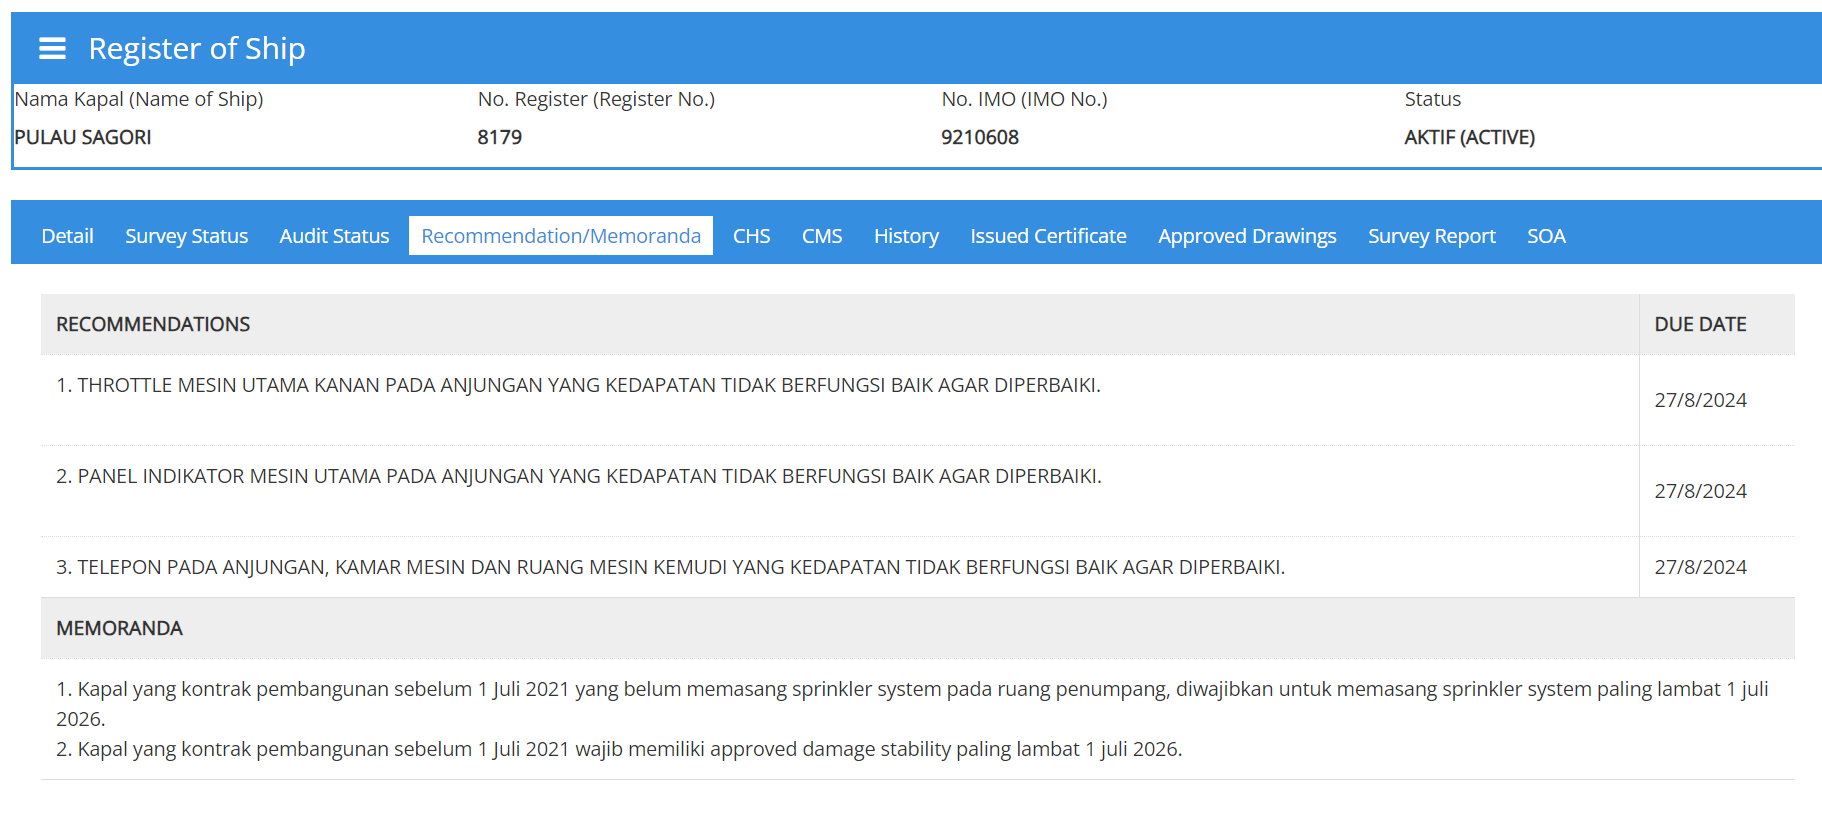 Register of Ship
Nama Kapal (Name of Ship) No. Register (Register No.) No. IMO (IMO No.) Status
PULAU SAGORI 8179 9210608 AKTIF (ACTIVE)
Detail Survey Status Audit Status Recommendation/Memoranda CHS CMS History Issued Certificate Approved Drawings Survey Report SOA
RECOMMENDATIONS DUE DATE
1. THROTTLE MESIN UTAMA KANAN PADA ANJUNGAN YANG KEDAPATAN TIDAK BERFUNGSI BAIK AGAR DIPERBAIKI. 27/8/2024
2. PANEL INDIKATOR MESIN UTAMA PADA ANJUNGAN YANG KEDAPATAN TIDAK BERFUNGSI BAIK AGAR DIPERBAIKI. 27/8/2024
3. TELEPON PADA ANJUNGAN, KAMAR MESIN DAN RUANG MESIN KEMUDI YANG KEDAPATAN TIDAK BERFUNGSI BAIK AGAR DIPERBAIKI. 27/8/2024
MEMORANDA
1. Kapal yang kontrak pembangunan sebelum 1 Juli 2021 yang belum memasang sprinkler system pada ruang penumpang, diwajibkan untuk memasang sprinkler system paling lambat 1 juli
2026.
2. Kapal yang kontrak pembangunan sebelum 1 Juli 2021 wajib memiliki approved damage stability paling lambat 1 juli 2026.